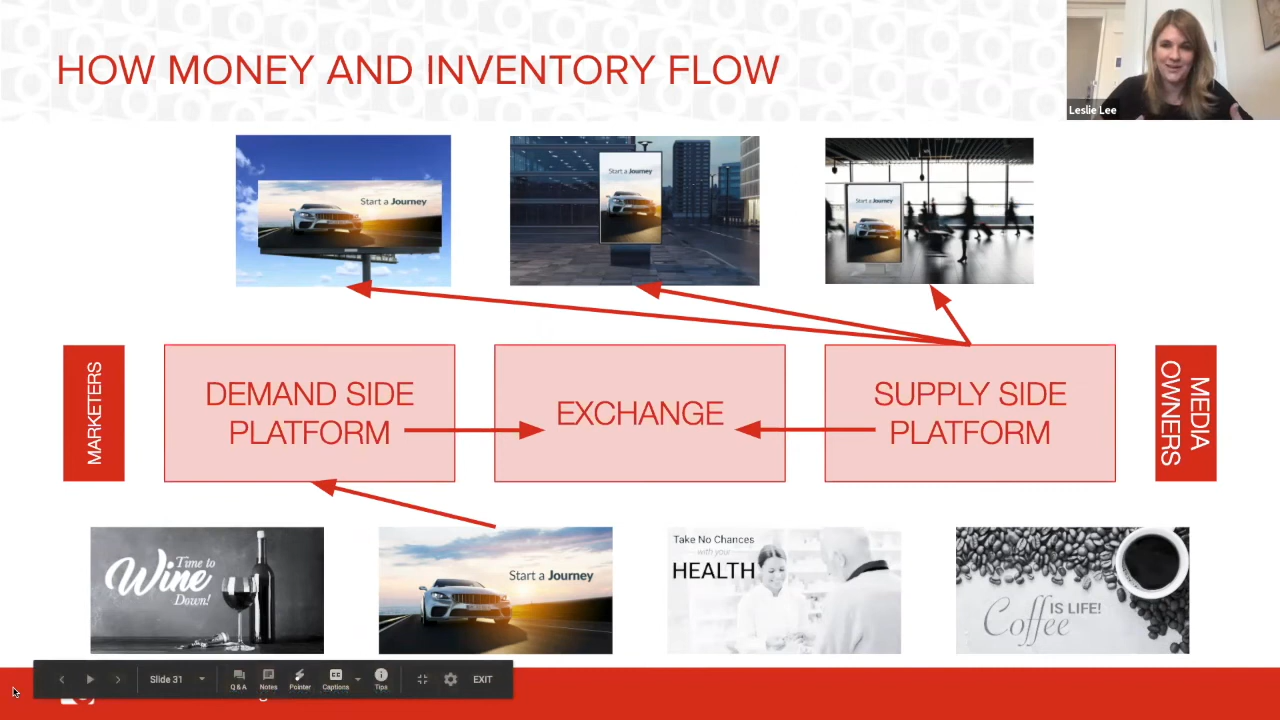 HOW MONEY AND INVENTORY FLOW
Leslie Lee
Start a Journey
Start a Journey
Start a Journey
MARKETERS
DEMAND SIDE
PLATFORM
EXCHANGE
SUPPLY SIDE
PLATFORM
MEDIA
OWNERS
Time to
Wine
Down!
Start a Journey
Take No Chances
with your
HEALTH
Coffee
IS LIFE!
Slide 31
Q&A
Notes
Pointer
Captions
Tips
EXIT